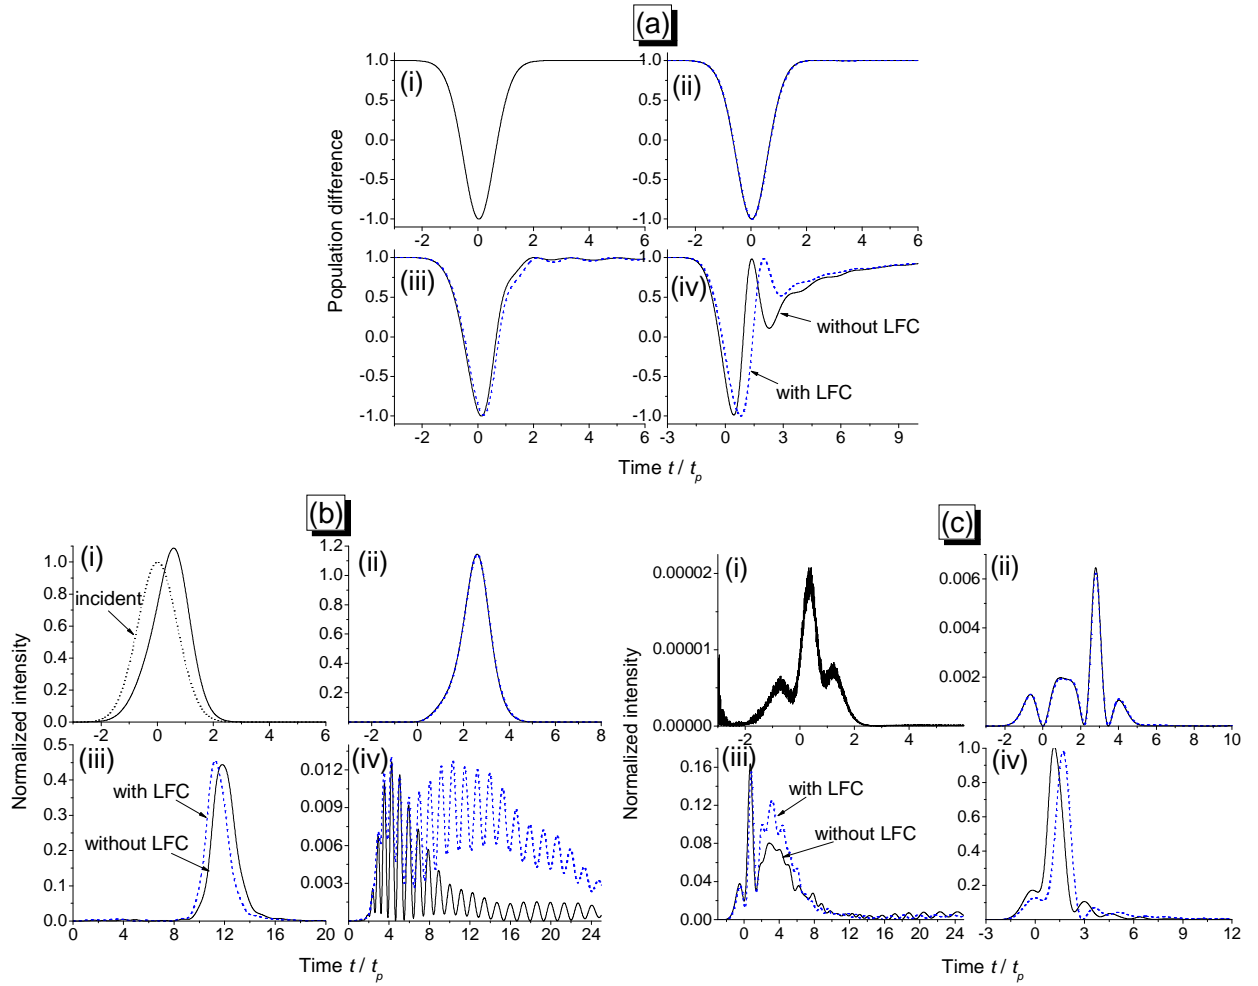 (a)
Population difference
(i)
1.0
0.5
0.0
-0.5
-1.0
-2 0 2 4 6
(ii)
1.0
0.5
0.0
-0.5
-1.0
-2 0 2 4 6
(iii)
1.0
0.5
0.0
-0.5
-1.0
-2 0 2 4 6
(iv)
1.0
0.5
0.0
-0.5
-1.0
without LFC
with LFC
-3 0 3 6 9
Time t / tp
(b)
Normalized intensity
(i)
incident
1.0
0.8
0.6
0.4
0.2
0.0
-2 0 2 4 6
(ii)
1.2
1.0
0.8
0.6
0.4
0.2
-2 0 2 4 6 8
(iii)
0.5
0.4
0.3
0.2
0.1
0.0
with LFC
without LFC
0 4 8 12 16 20
(iv)
0.012
0.009
0.006
0.003
0 4 8 12 16 20 24
Time t / tp
(c)
Normalized intensity
(i)
0.00002
0.00001
0.00000
-2 0 2 4 6
(ii)
0.006
0.004
0.002
0.000
-2 0 2 4 6 8 10
(iii)
0.16
0.12
0.08
0.04
0.00
with LFC
without LFC
0 4 8 12 16 20 24
(iv)
1.0
0.8
0.6
0.4
0.2
0.0
-3 0 3 6 9 12
Time t / tp